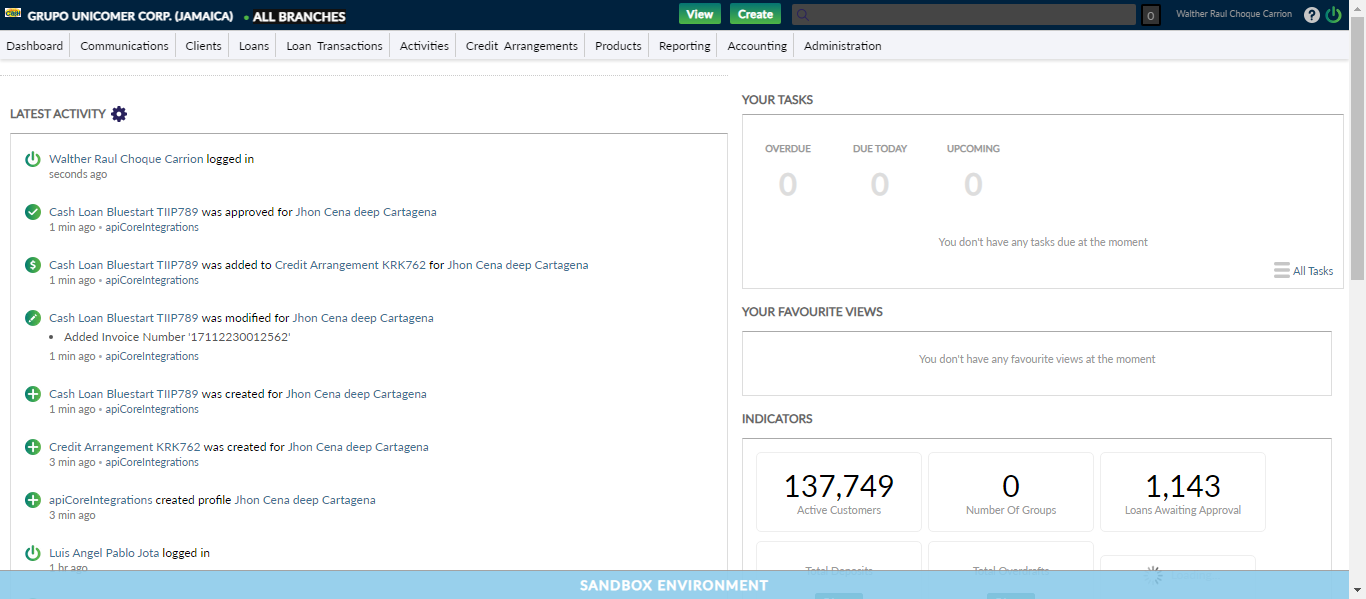 CASH
GRUPO UNICOMER CORP. (JAMAICA) • ALL BRANCHES
View
Create
0
Walther Raul Choque Carrion
?
Dashboard
Communications
Clients
Loans
Loan Transactions
Activities
Credit Arrangements
Products
Reporting
Accounting
Administration
LATEST ACTIVITY
Walther Raul Choque Carrion logged in
seconds ago
Cash Loan Bluestart TIIP789 was approved for Jhon Cena deep Cartagena
1 min ago • apiCoreIntegrations
Cash Loan Bluestart TIIP789 was added to Credit Arrangement KRK762 for Jhon Cena deep Cartagena
1 min ago • apiCoreIntegrations
Cash Loan Bluestart TIIP789 was modified for Jhon Cena deep Cartagena
• Added Invoice Number '17112230012562'
1 min ago • apiCoreIntegrations
Cash Loan Bluestart TIIP789 was created for Jhon Cena deep Cartagena
1 min ago • apiCoreIntegrations
Credit Arrangement KRK762 was created for Jhon Cena deep Cartagena
3 min ago • apiCoreIntegrations
apiCoreIntegrations created profile Jhon Cena deep Cartagena
3 min ago
Luis Angel Pablo Jota logged in
1 hr ago
YOUR TASKS
OVERDUE
DUE TODAY
UPCOMING
0
0
0
You don't have any tasks due at the moment
All Tasks
YOUR FAVOURITE VIEWS
You don't have any favourite views at the moment
INDICATORS
137,749
Active Customers
0
Number Of Groups
1,143
Loans Awaiting Approval
Total Deposits
Total Overdrafts
SANDBOX ENVIRONMENT